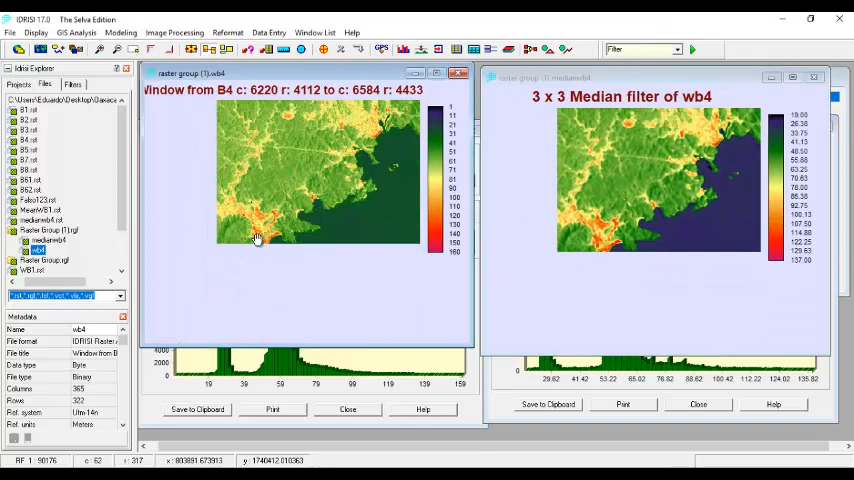 IDRISI 17.0 - The Selva Edition
File Display GIS Analysis Modeling Image Processing Reformat Data Entry Window List Help
GPS
Filter
Idrisi Explorer
Projects Files Filters
C:\Users\Eduardo\Desktop\Oaxaca
B1.rst
B2.rst
B3.rst
B4.rst
B5.rst
B7.rst
B8.rst
B61.rst
B62.rst
Falso123.rst
MeanWB1.rst
medianwb4.rst
Raster Group (1).rgf
medianwb4
wb4
Raster Group.rgf
WB1.rst
Metadata
Name wb4
File format IDRISI Raster
File title Window from B
Data type Byte
File type Binary
Columns 365
Rows 322
Ref. system Utm-14n
Ref. units Meters
raster group (1).wb4
Window from B4 c: 6220 r: 4112 to c: 6584 r: 4433
1
11
21
31
41
51
61
71
81
90
100
110
120
130
140
150
160
raster group (1).medianwb4
3 x 3 Median filter of wb4
19.00
26.38
33.75
41.13
48.50
55.88
63.25
70.63
78.00
85.38
92.75
100.13
107.50
114.88
122.25
129.63
137.00
4000
2000
0
19 39 59 79 99 119 139 159
Save to Clipboard Print Close Help
0
29.62 41.42 53.22 65.02 76.82 88.62 100.42 112.22 124.02 135.82
Save to Clipboard Print Close Help
RF 1 : 90176 c : 62 r : 317 x : 803891.673913 y : 1740412.010363